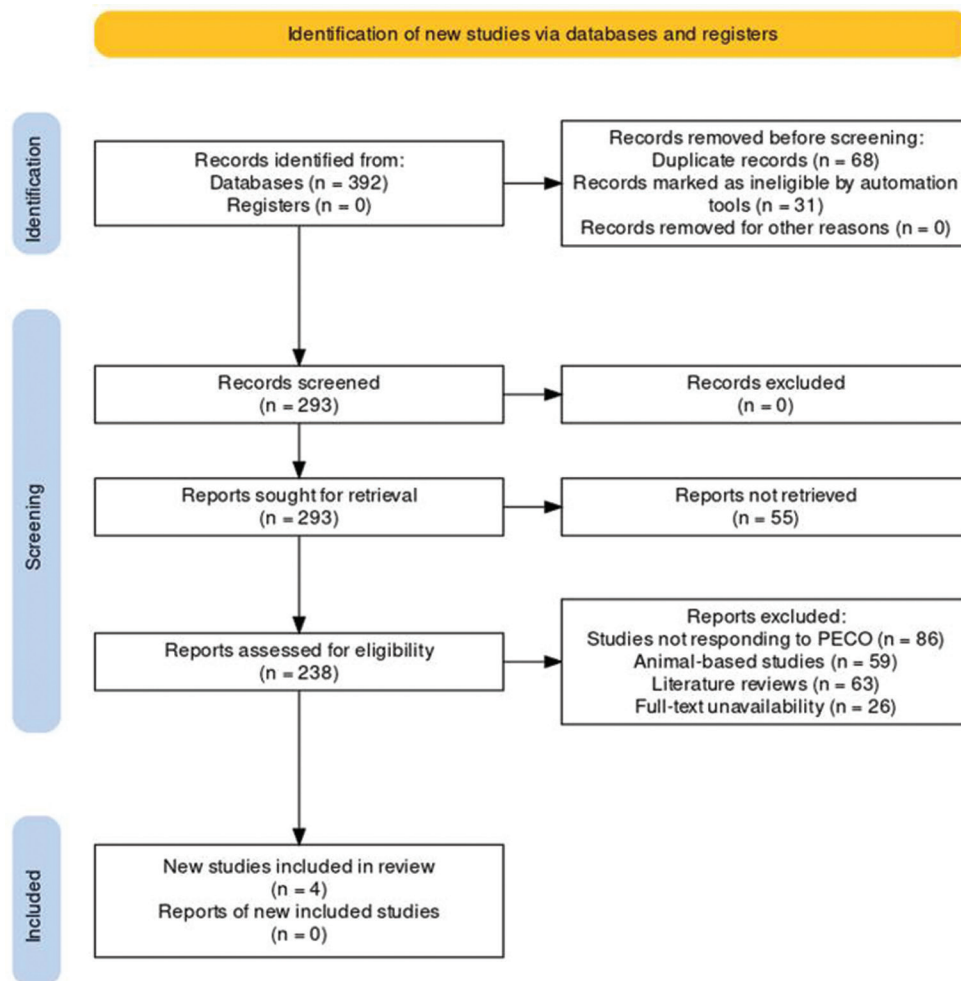 Identification of new studies via databases and registers
Identification
Records identified from:
Databases (n = 392)
Registers (n = 0)
Records removed before screening:
Duplicate records (n = 68)
Records marked as ineligible by automation
tools (n = 31)
Records removed for other reasons (n = 0)
Screening
Records screened
(n = 293)
Records excluded
(n = 0)
Reports sought for retrieval
(n = 293)
Reports not retrieved
(n = 55)
Reports assessed for eligibility
(n = 238)
Reports excluded:
Studies not responding to PECO (n = 86)
Animal-based studies (n = 59)
Literature reviews (n = 63)
Full-text unavailability (n = 26)
Included
New studies included in review
(n = 4)
Reports of new included studies
(n = 0)